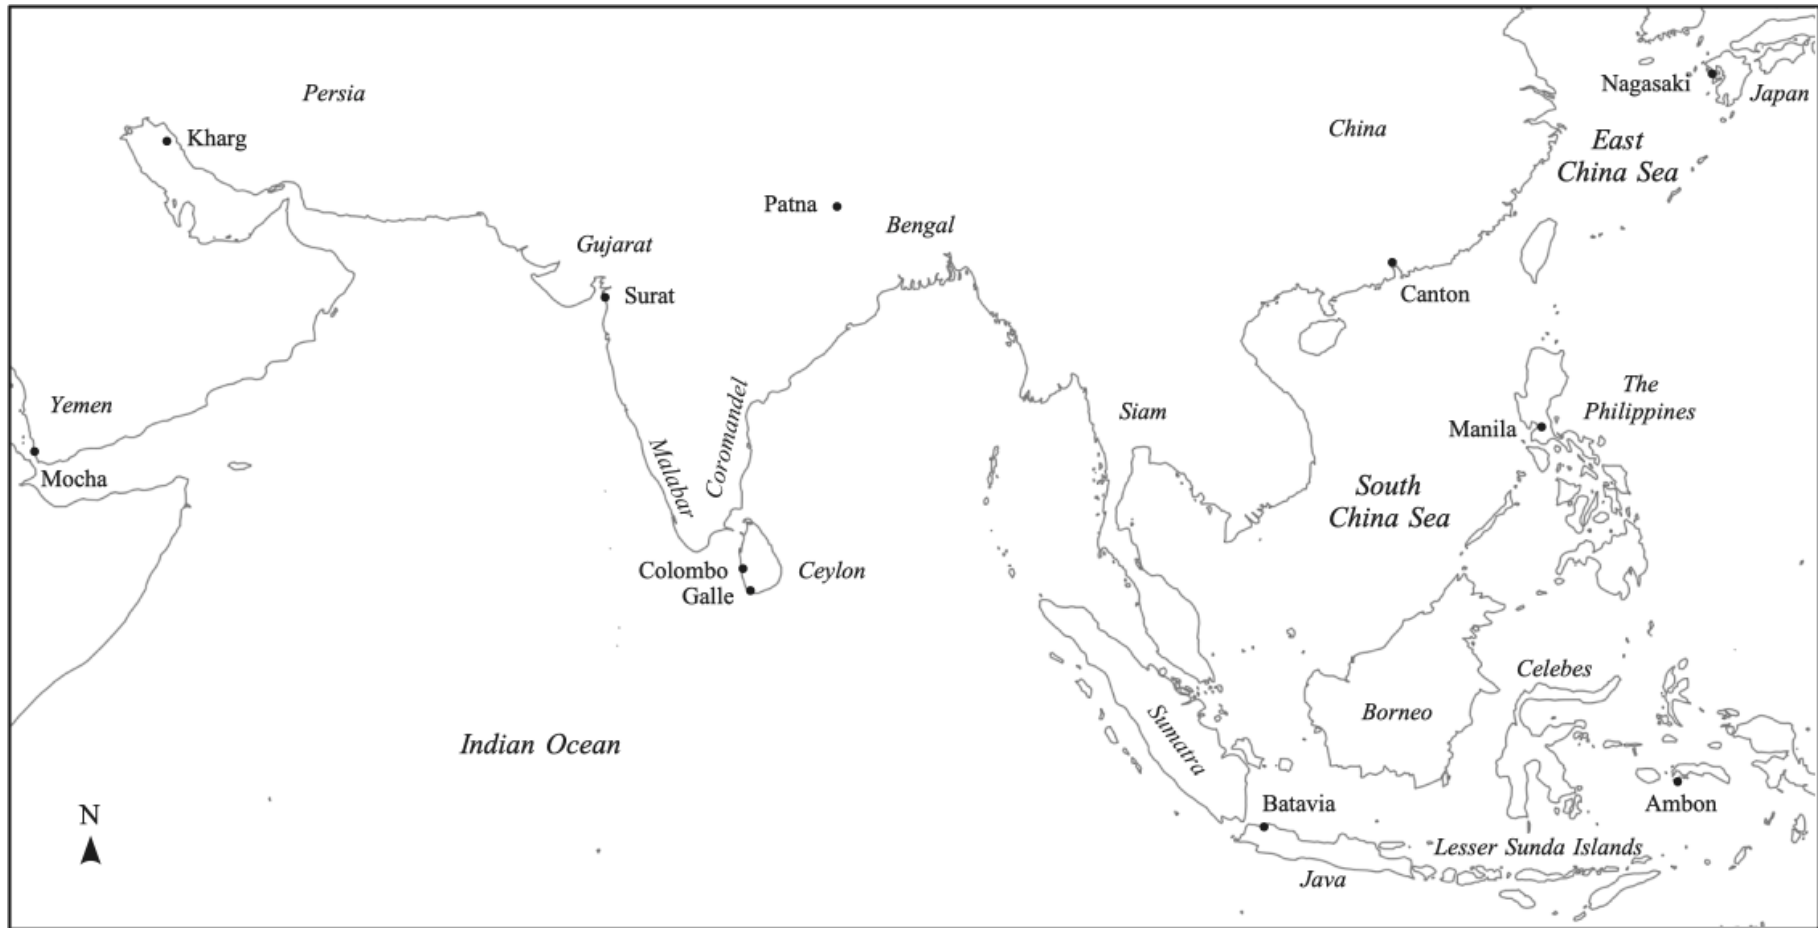 Persia
Kharg
Nagasaki
Japan
China
East
China Sea
Patna
Bengal
Gujarat
Surat
Canton
Yemen
Mocha
Malabar
Coromandel
Siam
The
Philippines
Manila
South
China Sea
Colombo
Galle
Ceylon
Celebes
Borneo
Sumatra
Indian Ocean
N
Batavia
Ambon
Lesser Sunda Islands
Java